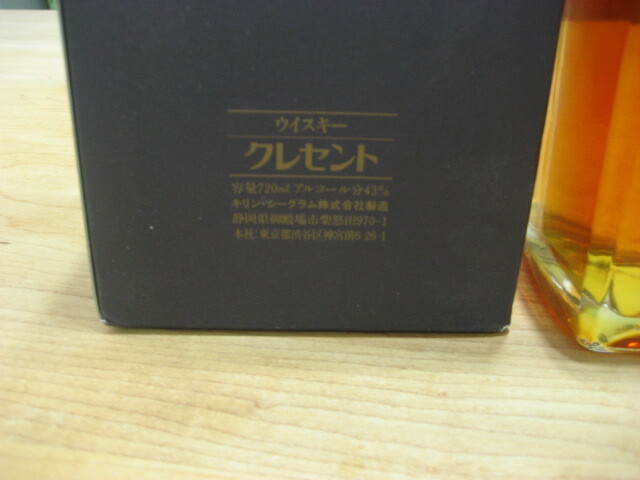 ウイスキー
クレセント
容量720ml アルコール分43%
キリン・シーグラム株式会社製造
静岡県御殿場市柴怒田970-1
本社:東京都渋谷区神宮前6-26-1